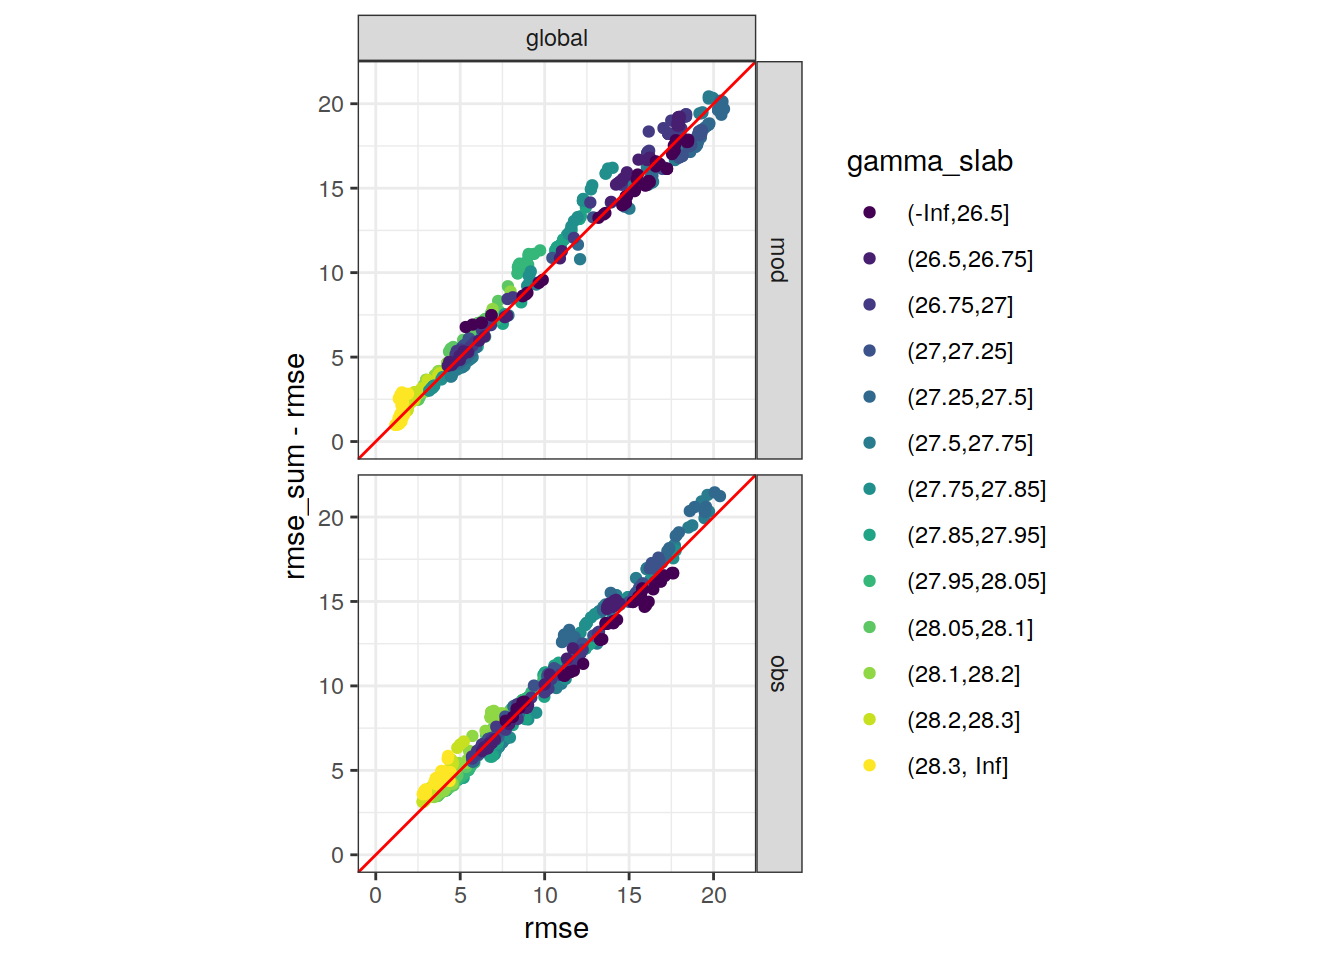 global
mod
obs
rmse_sum - rmse
20
15
10
5
0
20
15
10
5
0
0 5 10 15 20
rmse
gamma_slab
(-Inf,26.5]
(26.5,26.75]
(26.75,27]
(27,27.25]
(27.25,27.5]
(27.5,27.75]
(27.75,27.85]
(27.85,27.95]
(27.95,28.05]
(28.05,28.1]
(28.1,28.2]
(28.2,28.3]
(28.3, Inf]